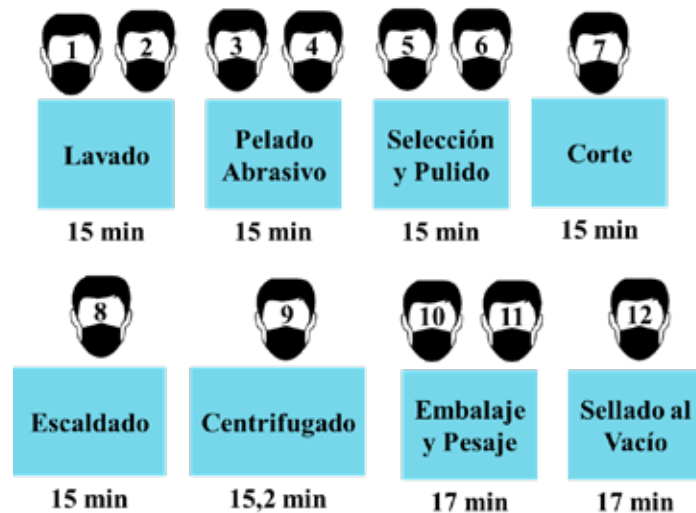 1 2 3 4 5 6 7
Lavado
Pelado
Abrasivo
Selección
y Pulido
Corte
15 min 15 min 15 min 15 min
8 9 10 11 12
Escaldado
Centrifugado
Embalaje
y Pesaje
Sellado al
Vacío
15 min 15,2 min 17 min 17 min